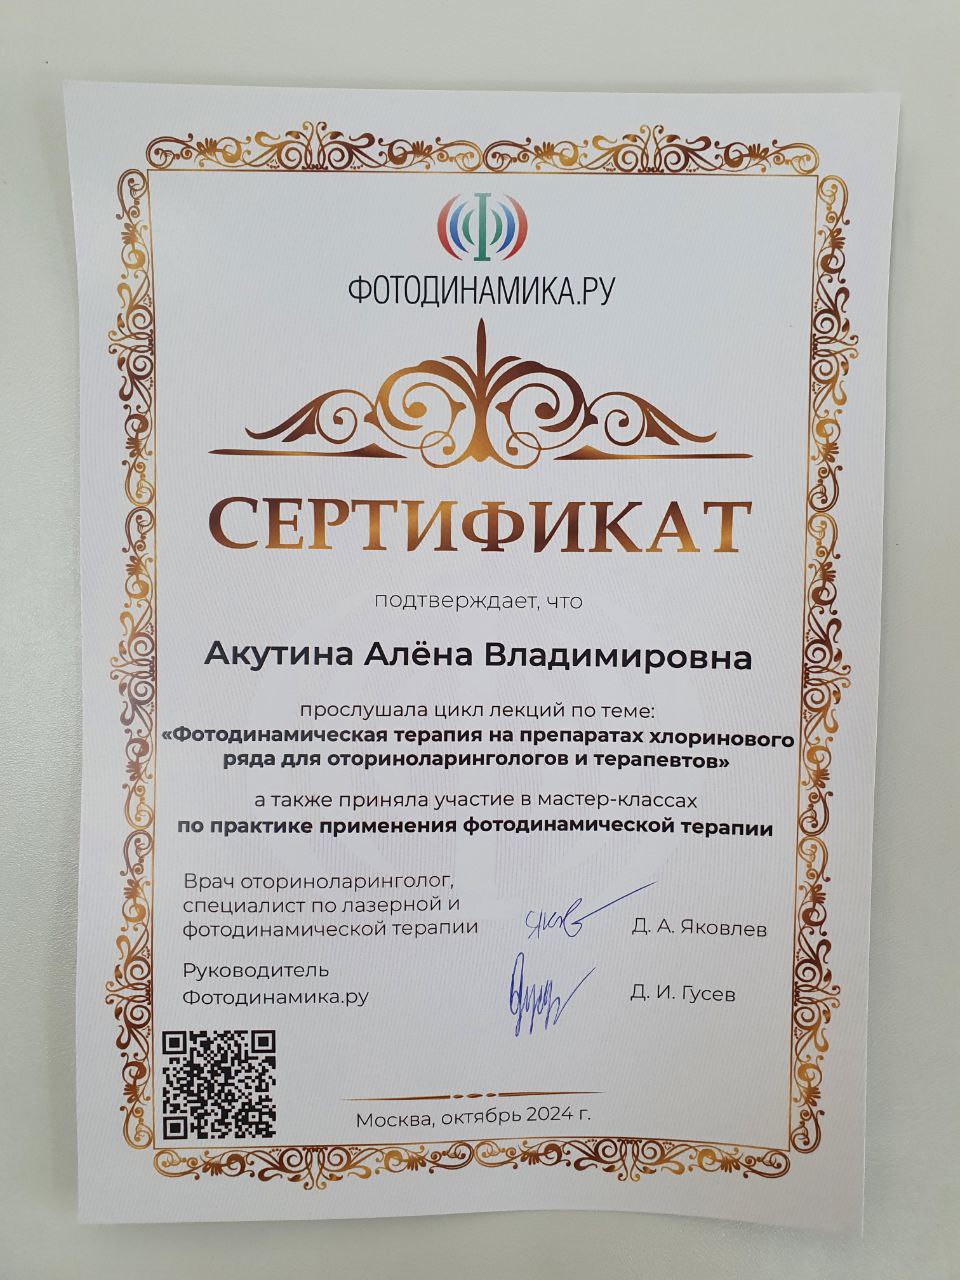 ФОТОДИНАМИКА.РУ
СЕРТИФИКАТ
подтверждает, что
Акутина Алёна Владимировна
прослушала цикл лекций по теме:
«Фотодинамическая терапия на препаратах хлоринового
ряда для оториноларингологов и терапевтов»
а также приняла участие в мастер-классах
по практике применения фотодинамической терапии
Врач оториноларинголог,
специалист по лазерной и
фотодинамической терапии
Д. А. Яковлев
Руководитель
Фотодинамика.ру
Д. И. Гусев
Москва, октябрь 2024 г.